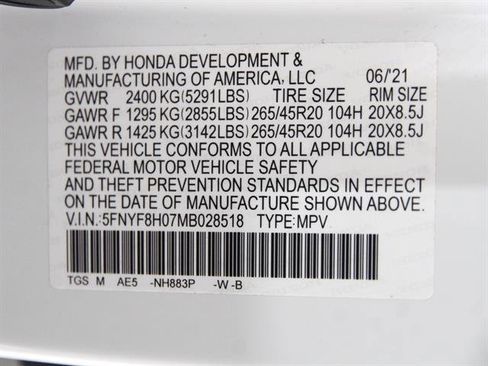 MFD. BY HONDA DEVELOPMENT &
MANUFACTURING OF AMERICA, LLC 06/'21
GVWR 2400 KG(5291LBS) TIRE SIZE RIM SIZE
GAWR F 1295 KG(2855LBS) 265/45R20 104H 20X8.5J
GAWR R 1425 KG(3142LBS) 265/45R20 104H 20X8.5J
THIS VEHICLE CONFORMS TO ALL APPLICABLE
FEDERAL MOTOR VEHICLE SAFETY
AND THEFT PREVENTION STANDARDS IN EFFECT
ON THE DATE OF MANUFACTURE SHOWN ABOVE.
V.I.N.:5FNYF8H07MB028518 TYPE:MPV
TGS M AE5 -NH883P -W -B